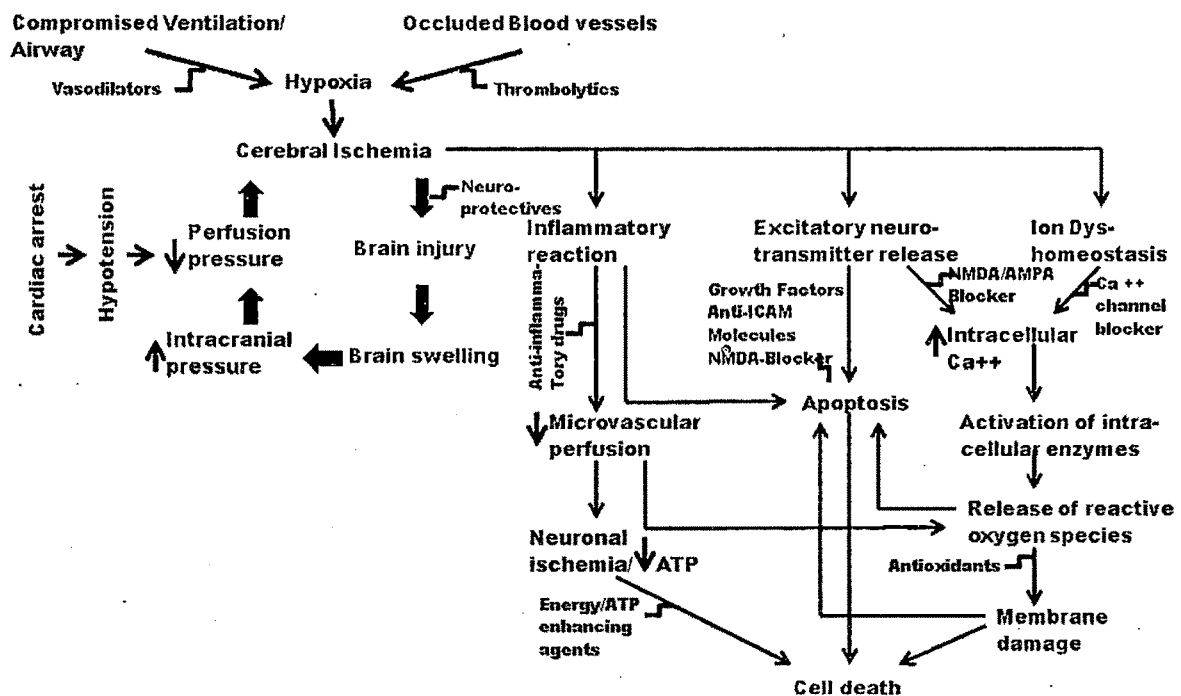 Compromised Ventilation/
Airway
Occluded Blood vessels
Vasodilators
Hypoxia
Thrombolytics
Cerebral Ischemia
Neuro-
protectives
Cardiac arrest
Hypotension
Perfusion
pressure
Brain injury
Intracranial
pressure
Brain swelling
Inflammatory
reaction
Excitatory neuro-
transmitter release
Ion Dys-
homeostasis
Anti-inflamma-
Tory drugs
Growth Factors
Anti-ICAM
Molecules
NMDA-Blocker
NMDA/AMPA
Blocker
Ca ++
channel
blocker
Intracellular
Ca++
Microvascular
perfusion
Apoptosis
Activation of intra-
cellular enzymes
Neuronal
ischemia/ ATP
Release of reactive
oxygen species
Antioxidants
Energy/ATP
enhancing
agents
Membrane
damage
Cell death